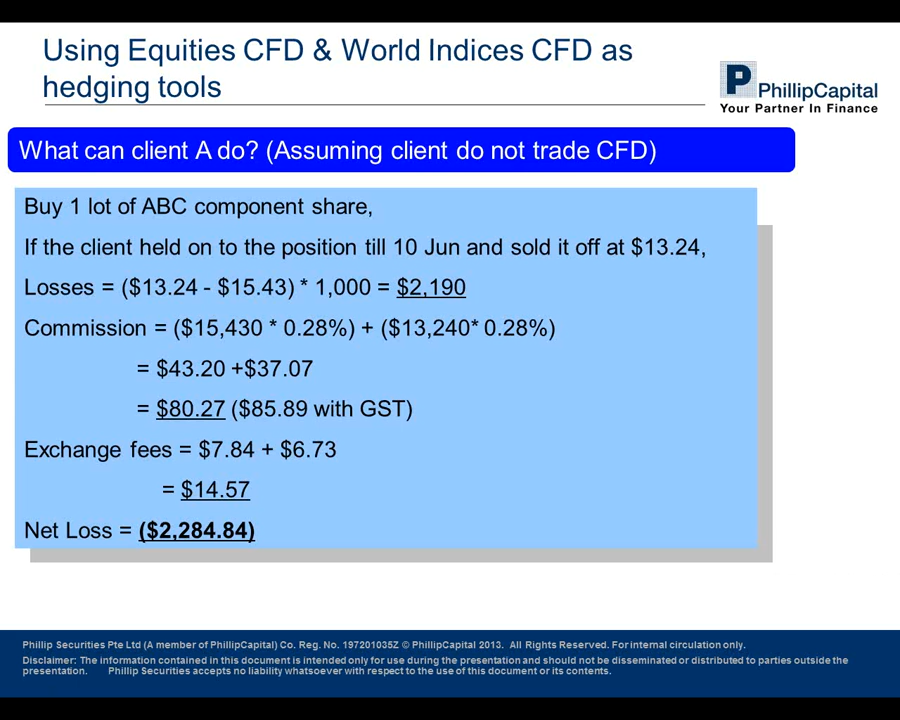 Using Equities CFD & World Indices CFD as
hedging tools
PhillipCapital
Your Partner In Finance
What can client A do? (Assuming client do not trade CFD)
Buy 1 lot of ABC component share,
If the client held on to the position till 10 Jun and sold it off at $13.24,
Losses = ($13.24 - $15.43) * 1,000 = $2,190
Commission = ($15,430 * 0.28%) + ($13,240* 0.28%)
= $43.20 +$37.07
= $80.27 ($85.89 with GST)
Exchange fees = $7.84 + $6.73
= $14.57
Net Loss = ($2,284.84)
Phillip Securities Pte Ltd (A member of PhillipCapital) Co. Reg. No. 197201035Z © PhillipCapital 2013. All Rights Reserved. For internal circulation only.
Disclaimer: The information contained in this document is intended only for use during the presentation and should not be disseminated or distributed to parties outside the
presentation. Phillip Securities accepts no liability whatsoever with respect to the use of this document or its contents.